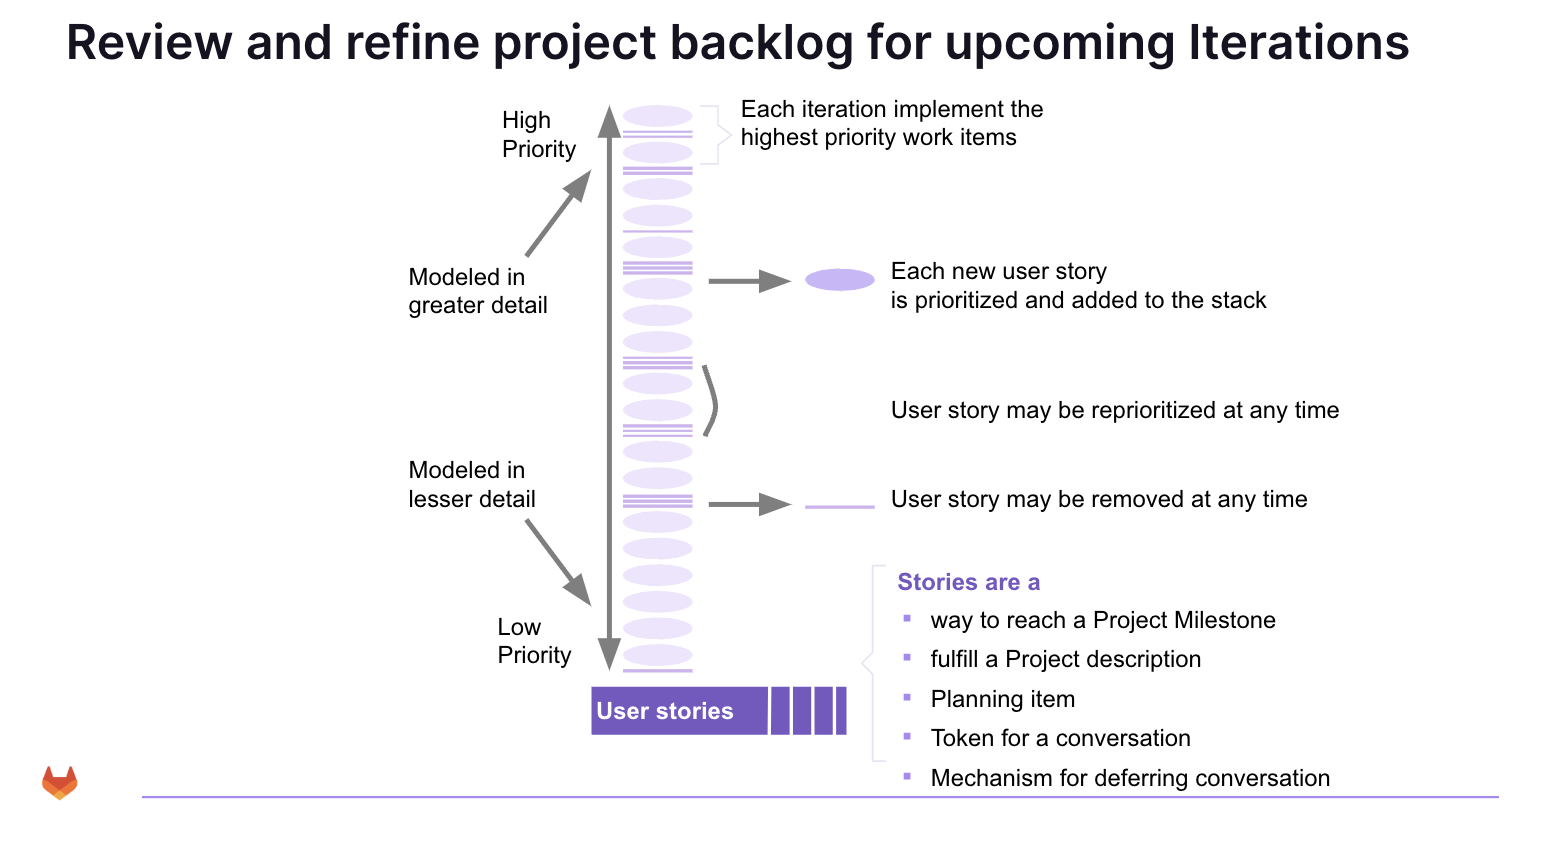 Review and refine project backlog for upcoming Iterations
High
Priority
Each iteration implement the
highest priority work items
Modeled in
greater detail
Each new user story
is prioritized and added to the stack
User story may be reprioritized at any time
Modeled in
lesser detail
User story may be removed at any time
Low
Priority
User stories
Stories are a
way to reach a Project Milestone
fulfill a Project description
Planning item
Token for a conversation
Mechanism for deferring conversation